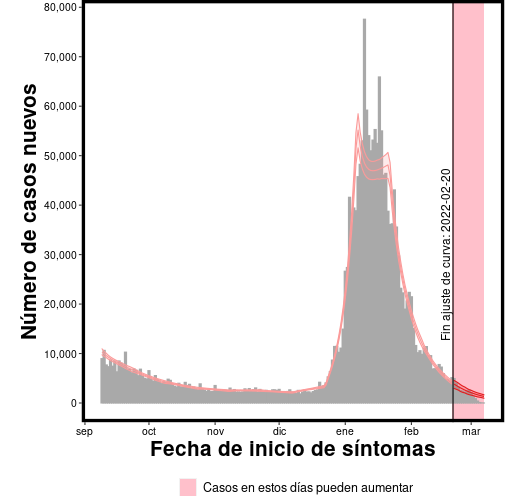 80,000
70,000
60,000
50,000
40,000
30,000
20,000
10,000
0
Número de casos nuevos
Fin ajuste de curva: 2022-02-20
sep oct nov dic ene feb mar
Fecha de inicio de síntomas
Casos en estos días pueden aumentar